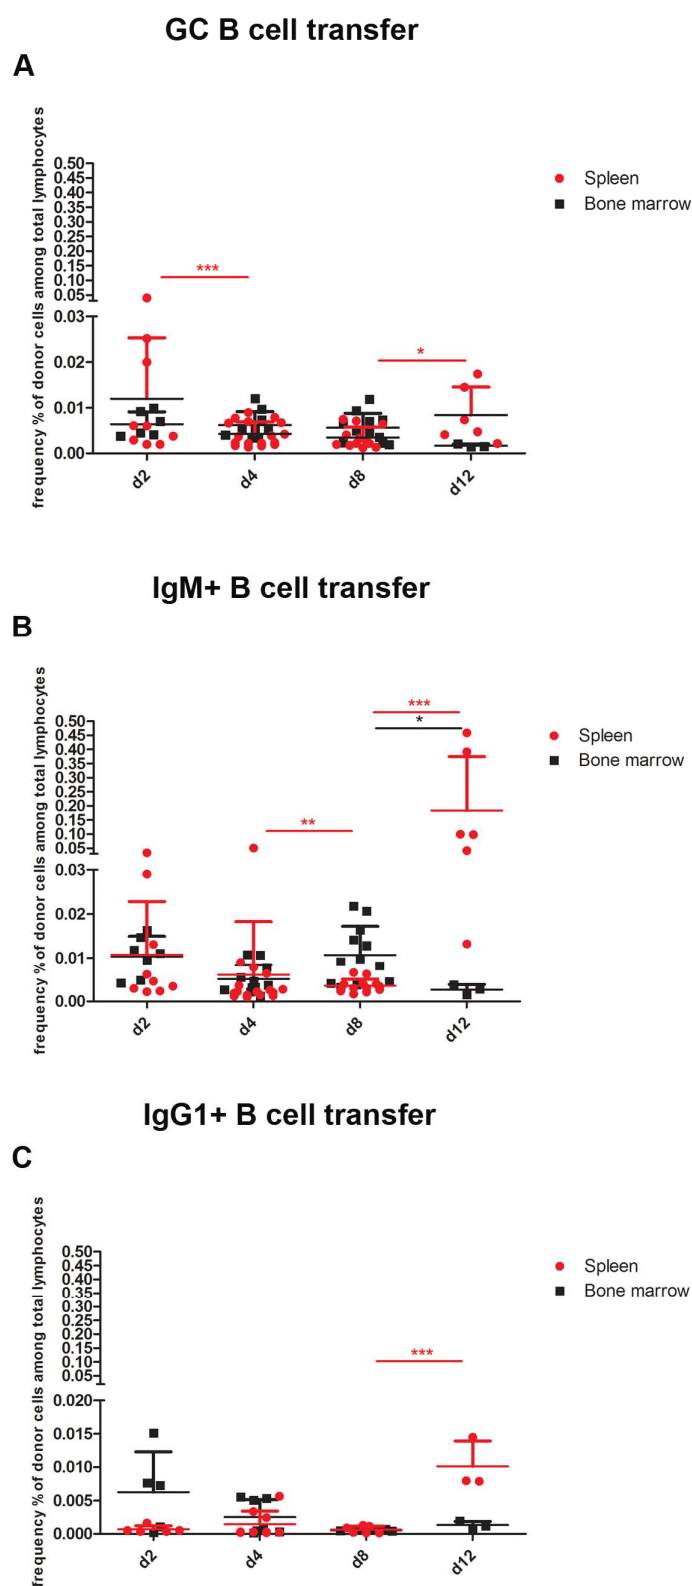 GC B cell transfer
A
frequency % of donor cells among total lymphocytes
0.50
0.45
0.40
0.35
0.30
0.25
0.20
0.15
0.10
0.05
0.03
0.02
0.01
0.00
***
*
Spleen
Bone marrow
d2
d4
d8
d12
IgM+ B cell transfer
B
frequency % of donor cells among total lymphocytes
0.50
0.45
0.40
0.35
0.30
0.25
0.20
0.15
0.10
0.05
0.03
0.02
0.01
0.00
**
***
*
Spleen
Bone marrow
d2
d4
d8
d12
IgG1+ B cell transfer
C
frequency % of donor cells among total lymphocytes
0.50
0.45
0.40
0.35
0.30
0.25
0.20
0.15
0.10
0.05
0.020
0.015
0.010
0.005
0.000
***
Spleen
Bone marrow
d2
d4
d8
d12